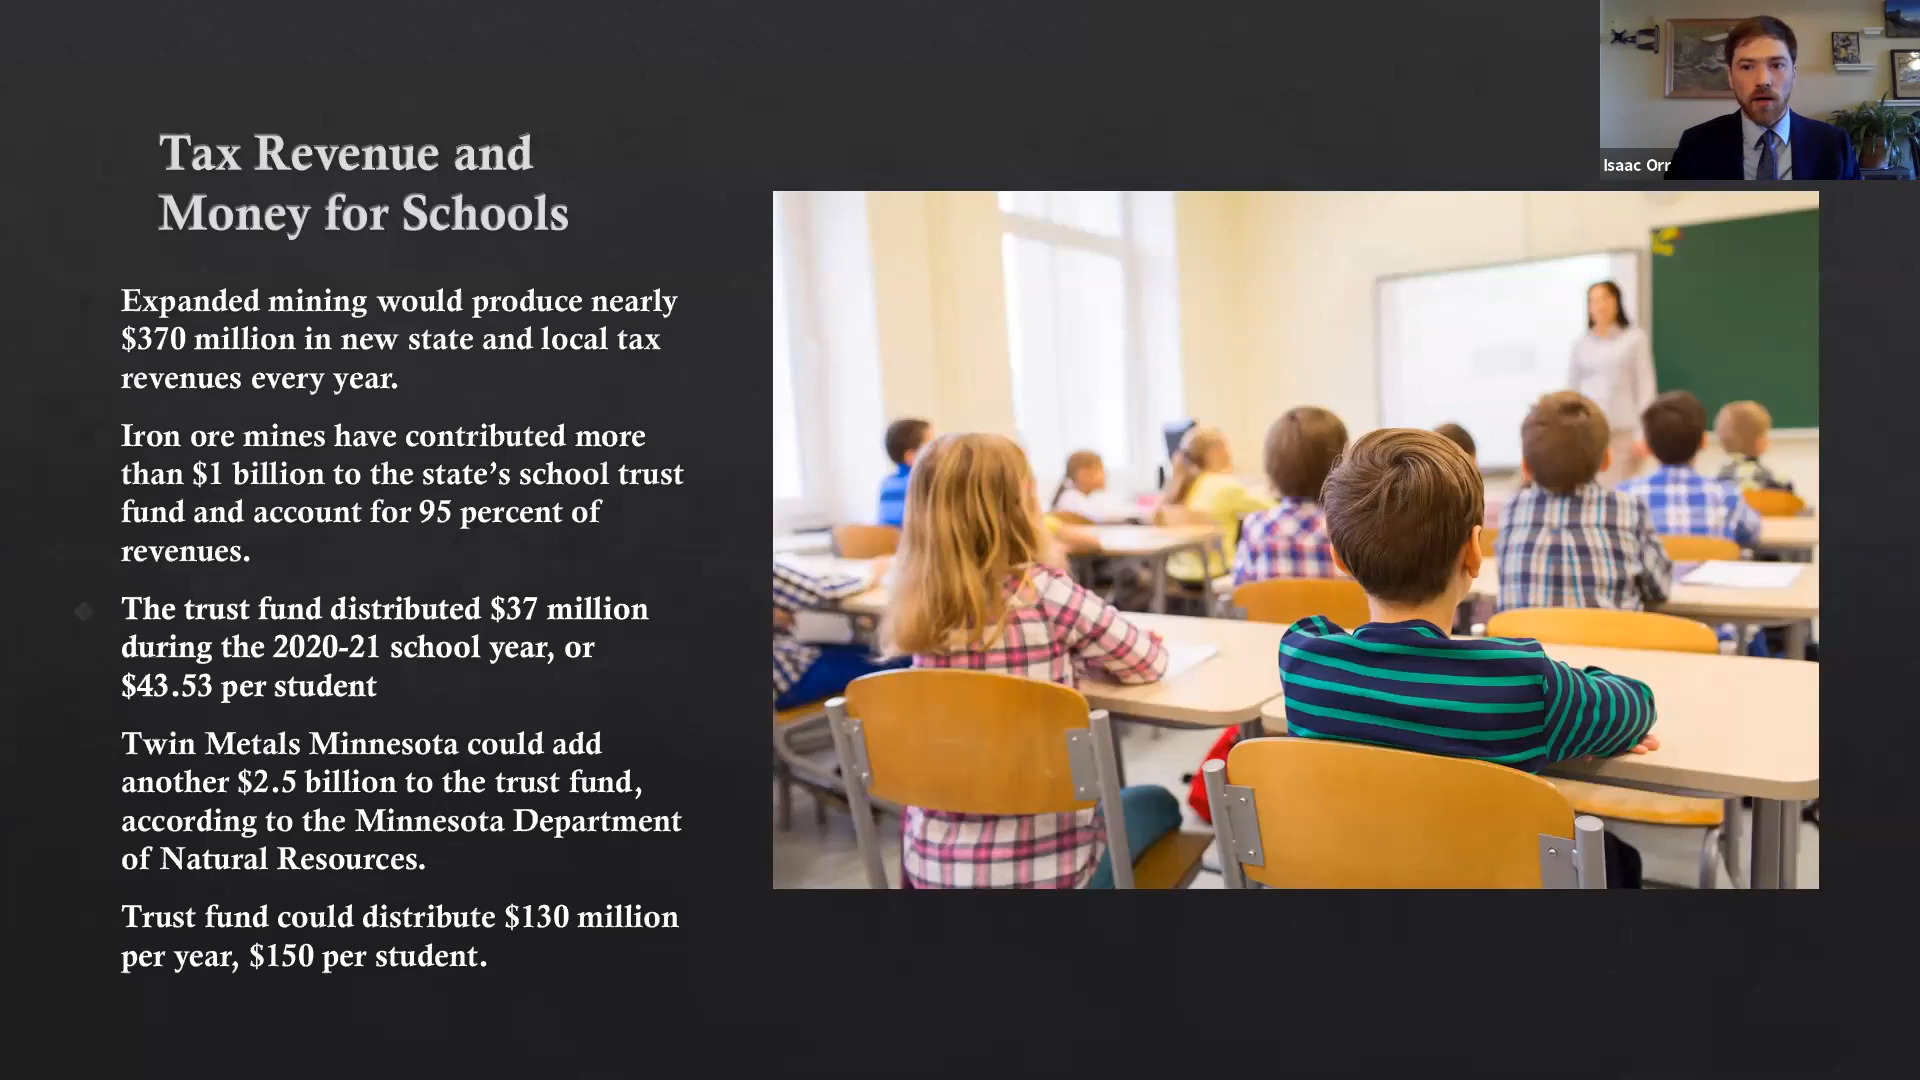 Isaac Orr
Tax Revenue and
Money for Schools
Expanded mining would produce nearly
$370 million in new state and local tax
revenues every year.
Iron ore mines have contributed more
than $1 billion to the state’s school trust
fund and account for 95 percent of
revenues.
The trust fund distributed $37 million
during the 2020-21 school year, or
$43.53 per student
Twin Metals Minnesota could add
another $2.5 billion to the trust fund,
according to the Minnesota Department
of Natural Resources.
Trust fund could distribute $130 million
per year, $150 per student.